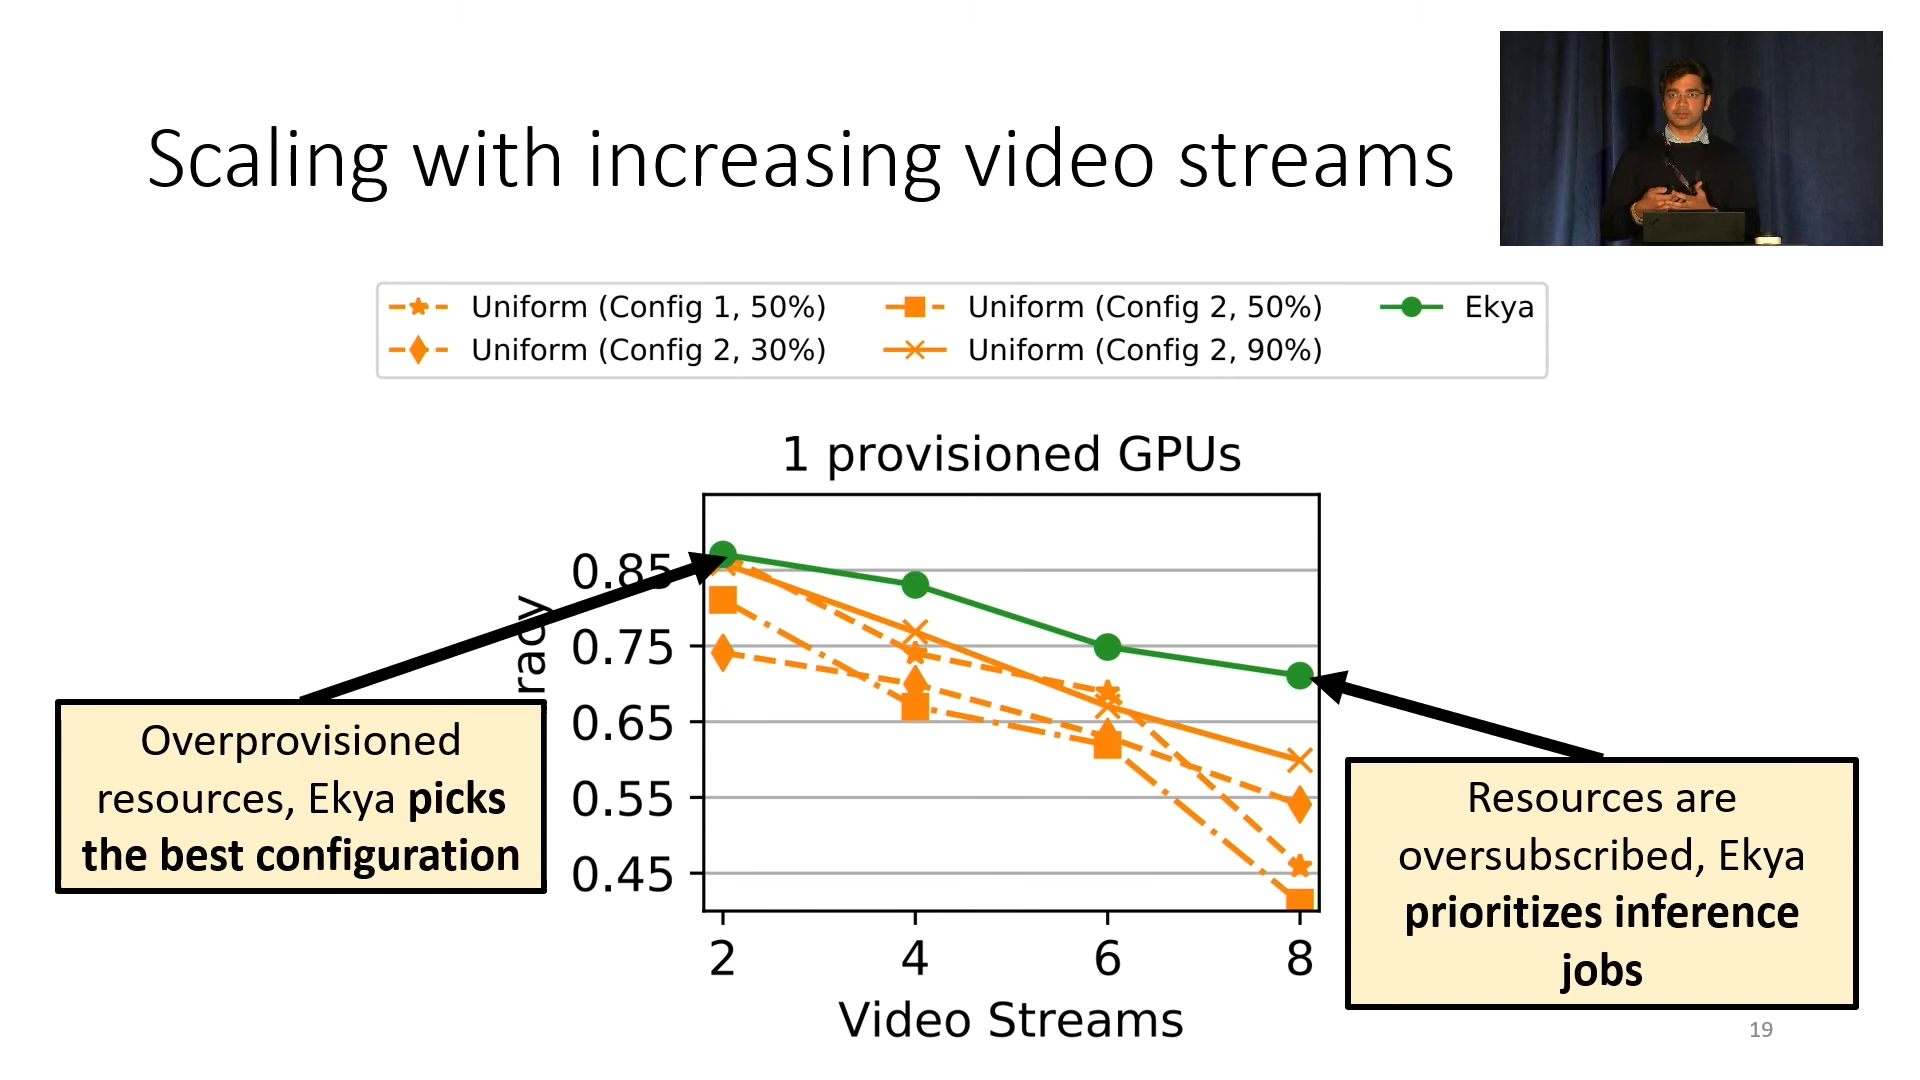 Scaling with increasing video streams
Uniform (Config 1, 50%)
Uniform (Config 2, 30%)
Uniform (Config 2, 50%)
Uniform (Config 2, 90%)
Ekya
1 provisioned GPUs
0.85
0.75
0.65
0.55
0.45
racy
2 4 6 8
Video Streams
Overprovisioned
resources, Ekya picks
the best configuration
Resources are
oversubscribed, Ekya
prioritizes inference
jobs
19